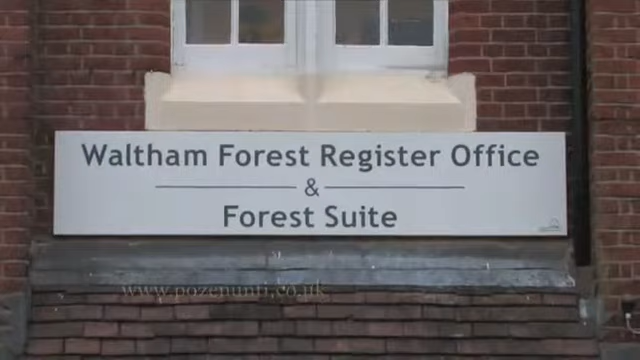 Waltham Forest Register Office
&
Forest Suite
www.pozenunti.co.uk